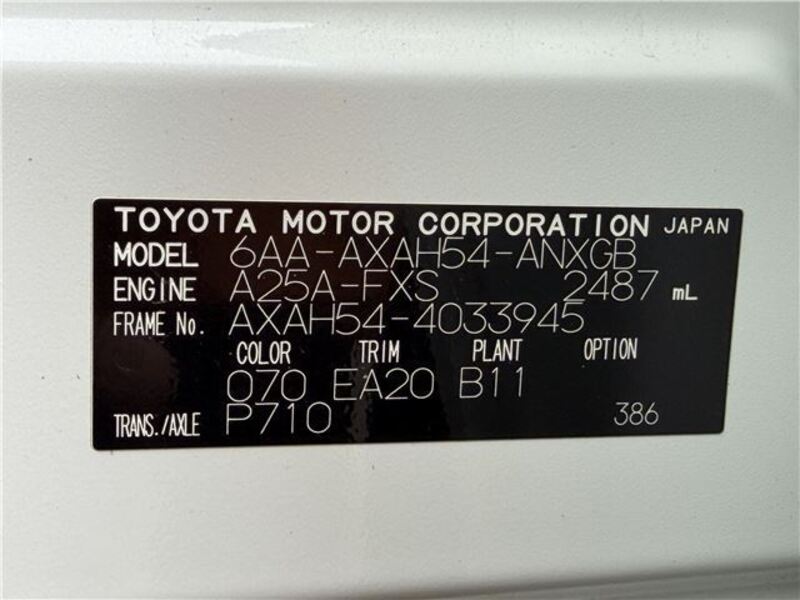 TOYOTA MOTOR CORPORATION JAPAN
MODEL 6AA-AXAH54-ANXGB
ENGINE A25A-FXS 2487 mL
FRAME No. AXAH54-4033945
COLOR TRIM PLANT OPTION
070 EA20 B11
TRANS./AXLE P710 386